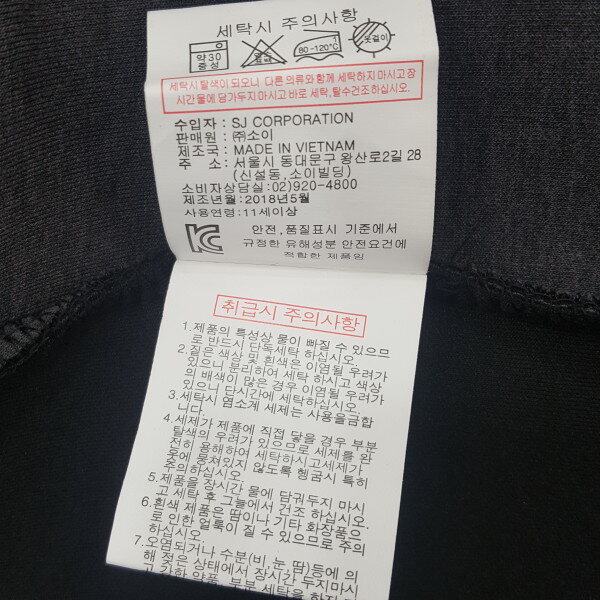 세탁시 주의사항
약30 중성
80~120℃
옷걸이
세탁시 탈색이 되오니 다른 의류와함께 세탁하지마시고 장
시간 물에 담가두지 마시고 바로 세탁, 탈수건조하십시오.
수입자 : SJ CORPORATION
판매원 : ㈜소이
제조국 : MADE IN VIETNAM
주 소 : 서울시 동대문구 왕산로2길 28
(신설동,소이빌딩)
소비자상담실:02)920-4800
제조년월:2018년5월
사용연령:11세이상
안전,품질표시 기준에서
규정한 유해성분 안전요건에
적합한 제품임
취급시 주의사항
1.제품의 특성상 물이 빠질 수 있으므
로 반드시 단독세탁 하십시오.
2.짙은 색상 및 흰색은 이염될 우려가
있으니 분리하여 세탁 하시고 색상
의 배색이 많은 경우 이염될 우려가
있으니 단시간에 세탁하십시오.
3.세탁시 염소계 세제는 사용을금합
니다.
4.세제가 제품에 직접 닿을 경우 부분
탈색의 우려가 있으므로 세제를 완
전히 용해하여 세탁하시고세제가
옷에 뭉쳐있지 않도록 헹굼시 특히
주의하십시오.
5.제품을 장시간 물에 담궈두지 마시
고 세탁 후 그늘에서 건조 하십시오.
6.흰색 제품은 땀이나 기타 화장품으
로 인한 얼룩이 질 수 있으므로 주의
하십시오.
7.오염되거나 수분(비,눈 땀)등에 의
해 젖은 상태에서 장시간 두지마시
고 강한 약품, 부분 세탁을 하지